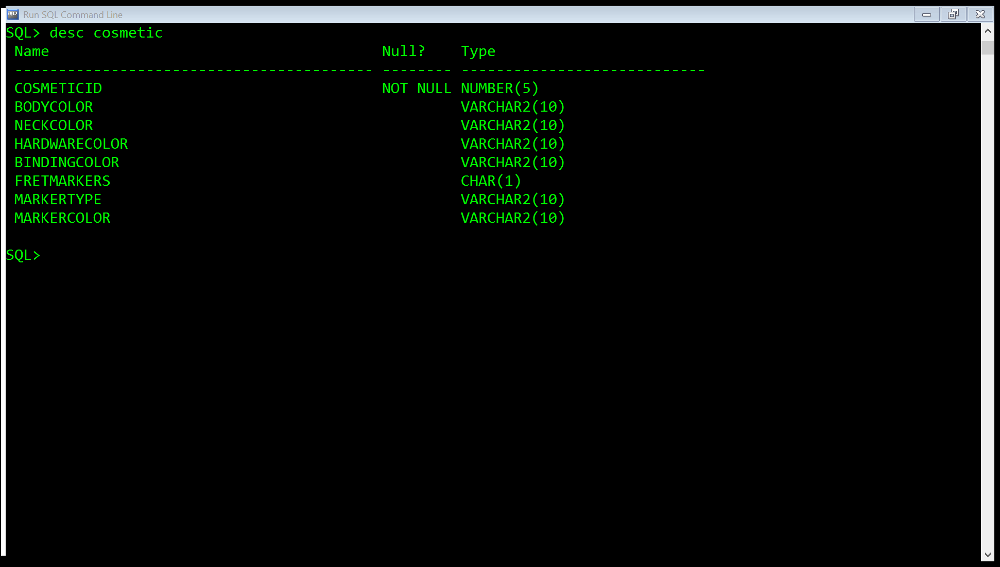 Run SQL Command Line
SQL> desc cosmetic
Name Null? Type
----------------------------------------- -------- ----------------------------
COSMETICID NOT NULL NUMBER(5)
BODYCOLOR VARCHAR2(10)
NECKCOLOR VARCHAR2(10)
HARDWARECOLOR VARCHAR2(10)
BINDINGCOLOR VARCHAR2(10)
FRETMARKERS CHAR(1)
MARKERTYPE VARCHAR2(10)
MARKERCOLOR VARCHAR2(10)
SQL>